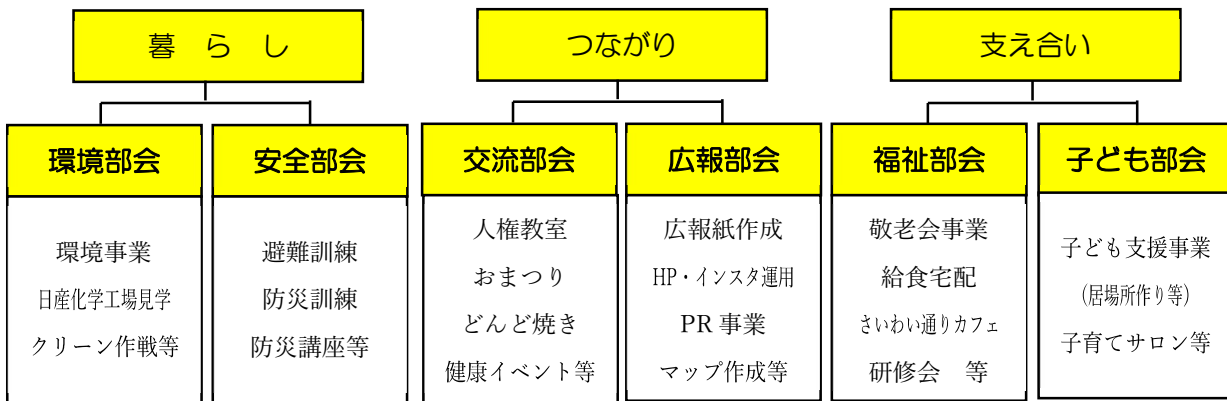 暮らし
つながり
支え合い
環境部会
環境事業
日産化学工場見学
クリーン作戦等
安全部会
避難訓練
防災訓練
防災講座等
交流部会
人権教室
おまつり
どんど焼き
健康イベント等
広報部会
広報紙作成
HP・インスタ運用
PR 事業
マップ作成等
福祉部会
敬老会事業
給食宅配
さいわい通りカフェ
研修会 等
子ども部会
子ども支援事業
(居場所作り等)
子育てサロン等